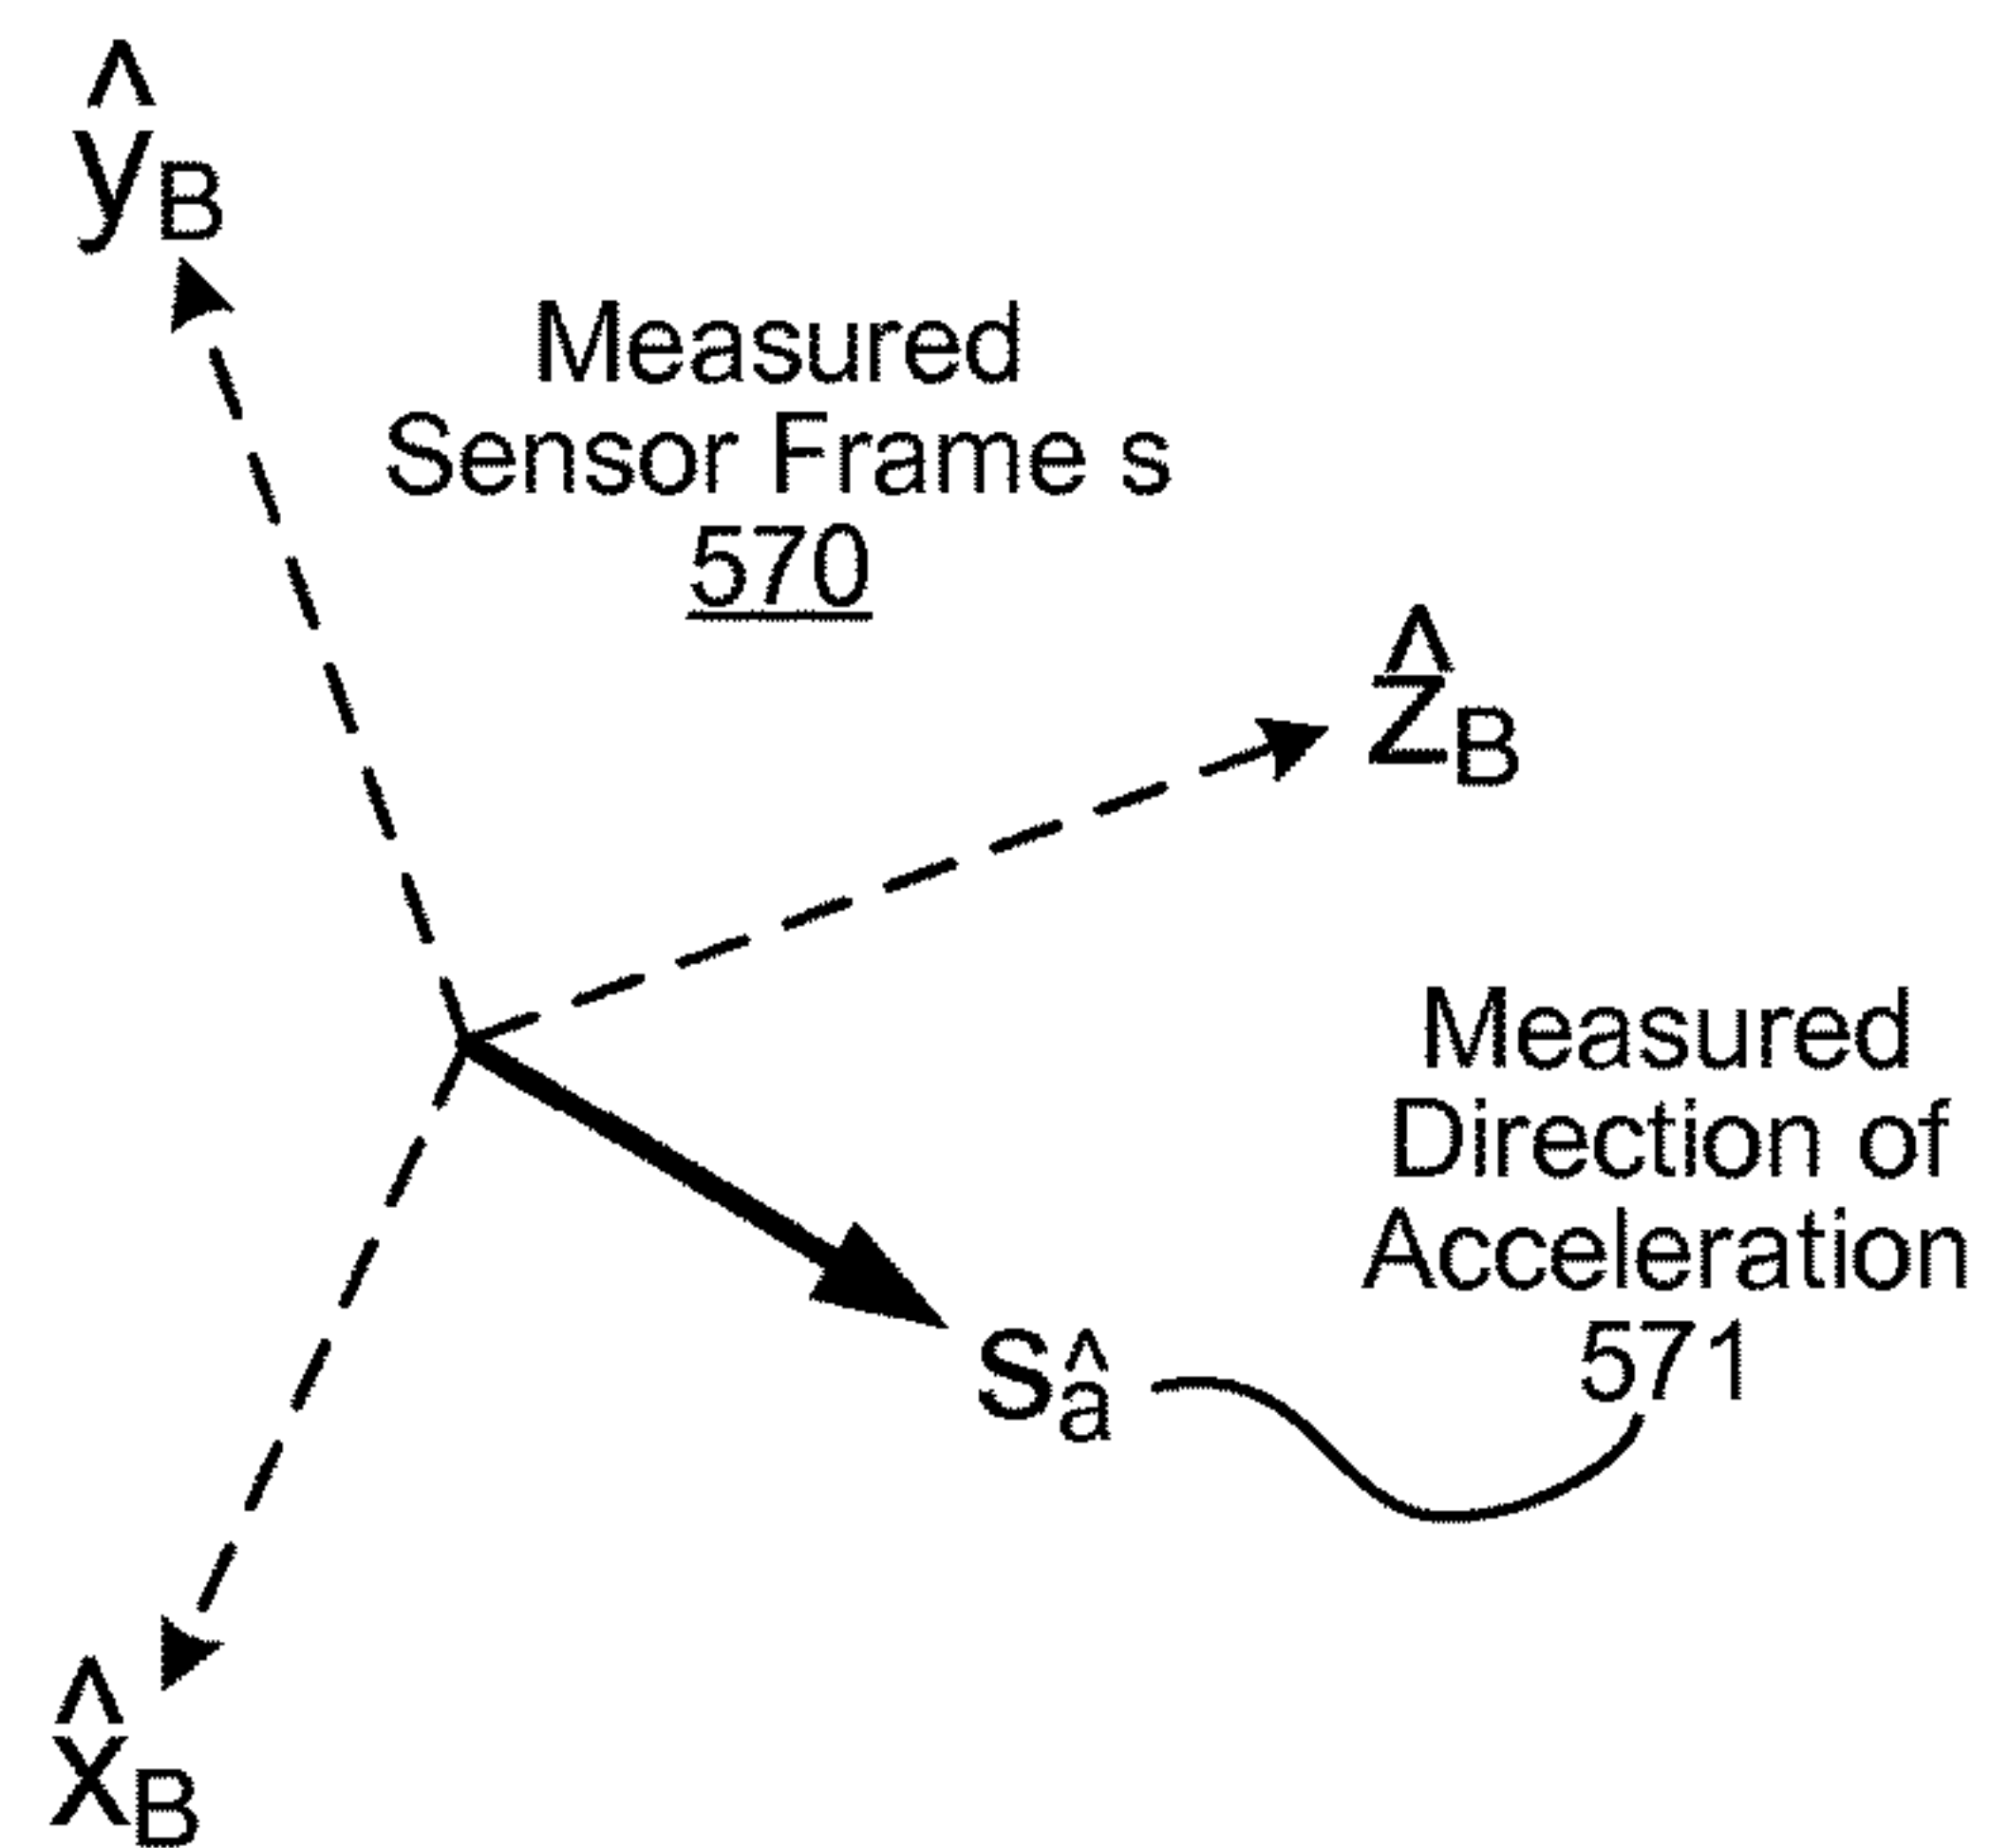 ŷB
Measured
Sensor Frame s
570
ẑB
Measured
Direction of
Acceleration
571
sâ
x̂B